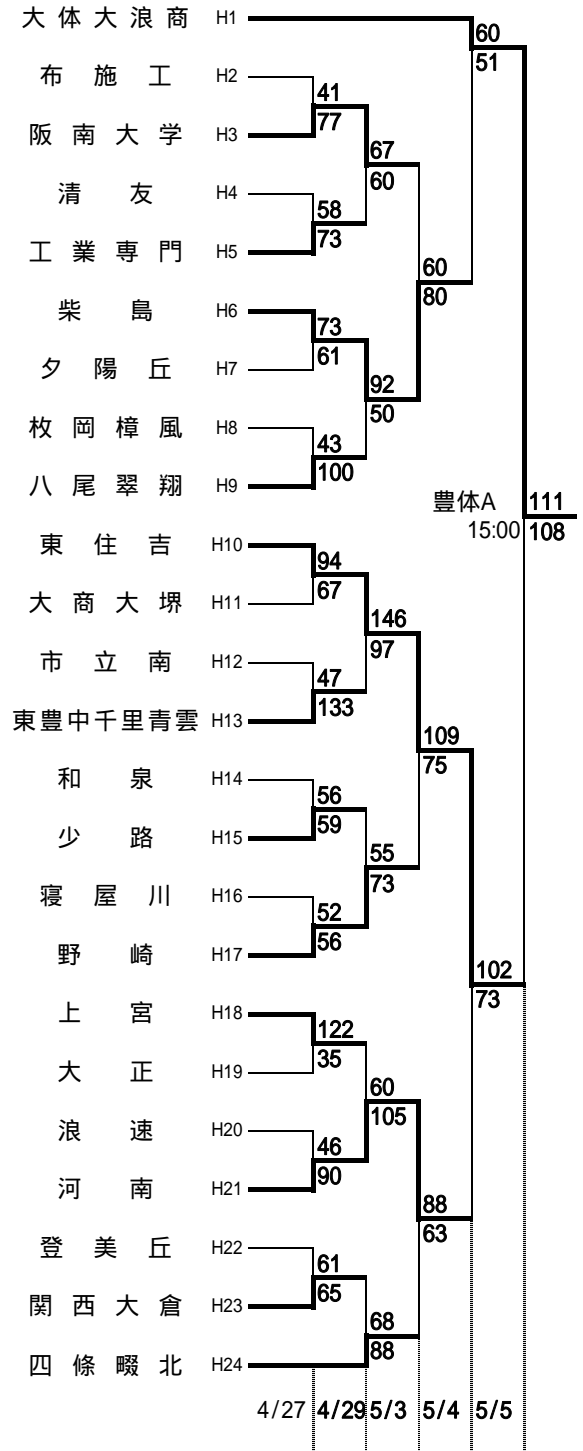 大体大浪商 H1
60
51
布施工 H2
41
77
阪南大学 H3
67
60
清友 H4
58
73
工業専門 H5
60
80
柴島 H6
73
61
夕陽丘 H7
92
50
枚岡樟風 H8
43
100
八尾翠翔 H9
豊体A 111
15:00 108
東住吉 H10
94
67
大商大堺 H11
146
97
市立南 H12
47
133
東豊中千里青雲 H13
109
75
和泉 H14
56
59
少路 H15
55
73
寝屋川 H16
52
56
野崎 H17
102
73
上宮 H18
122
35
大正 H19
60
105
浪速 H20
46
90
河南 H21
88
63
登美丘 H22
61
65
関西大倉 H23
68
88
四條畷北 H24
4/27 4/29 5/3 5/4 5/5